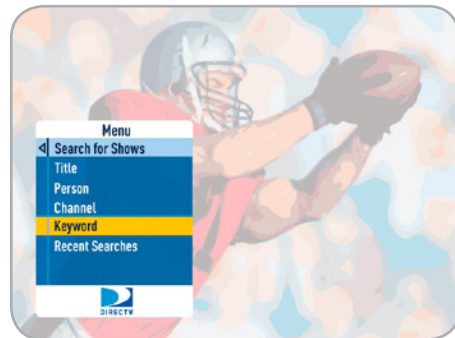 Menu
Search for Shows
Title
Person
Channel
Keyword
Recent Searches
DIRECTV